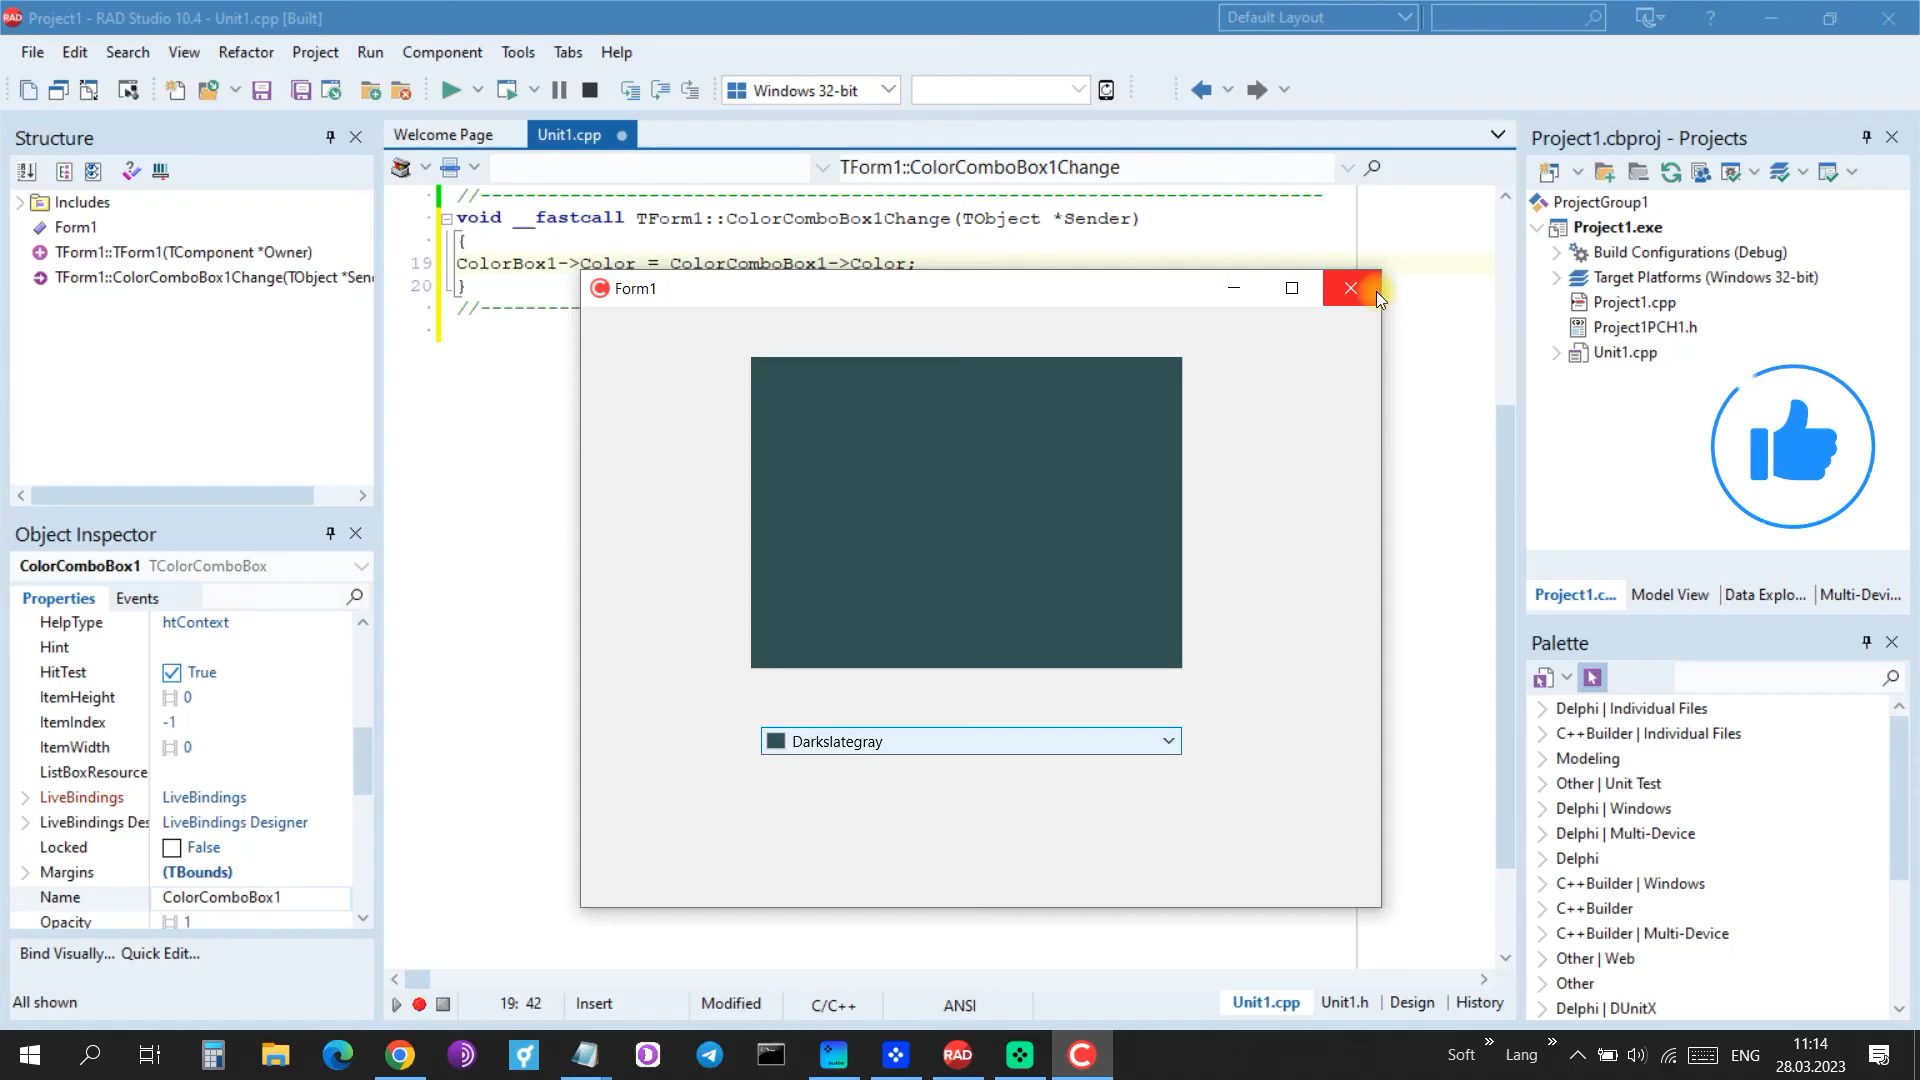 RAD Project1 - RAD Studio 10.4 - Unit1.cpp [Built]
Default Layout
?
File Edit Search View Refactor Project Run Component Tools Tabs Help
Windows 32-bit
Structure
Includes
Form1
TForm1::TForm1(TComponent *Owner)
TForm1::ColorComboBox1Change(TObject *Sen
Welcome Page
Unit1.cpp
TForm1::ColorComboBox1Change
//------------------------------------------------------------------------
void __fastcall TForm1::ColorComboBox1Change(TObject *Sender)
{
19 ColorBox1->Color = ColorComboBox1->Color;
20 }
//--------
Form1
Darkslategray
Project1.cbproj - Projects
ProjectGroup1
Project1.exe
Build Configurations (Debug)
Target Platforms (Windows 32-bit)
Project1.cpp
Project1PCH1.h
Unit1.cpp
Project1.c... Model View Data Explo... Multi-Devi...
Object Inspector
ColorComboBox1 TColorComboBox
Properties Events
HelpType htContext
Hint
HitTest True
ItemHeight 0
ItemIndex -1
ItemWidth 0
ListBoxResource
LiveBindings LiveBindings
LiveBindings Des LiveBindings Designer
Locked False
Margins (TBounds)
Name ColorComboBox1
Opacity 1
Bind Visually... Quick Edit...
All shown
Palette
Delphi | Individual Files
C++Builder | Individual Files
Modeling
Other | Unit Test
Delphi | Windows
Delphi | Multi-Device
Delphi
C++Builder | Windows
C++Builder
C++Builder | Multi-Device
Other | Web
Other
Delphi | DUnitX
19: 42 Insert Modified C/C++ ANSI
Unit1.cpp Unit1.h Design History
RAD
Soft Lang ENG
11:14
28.03.2023